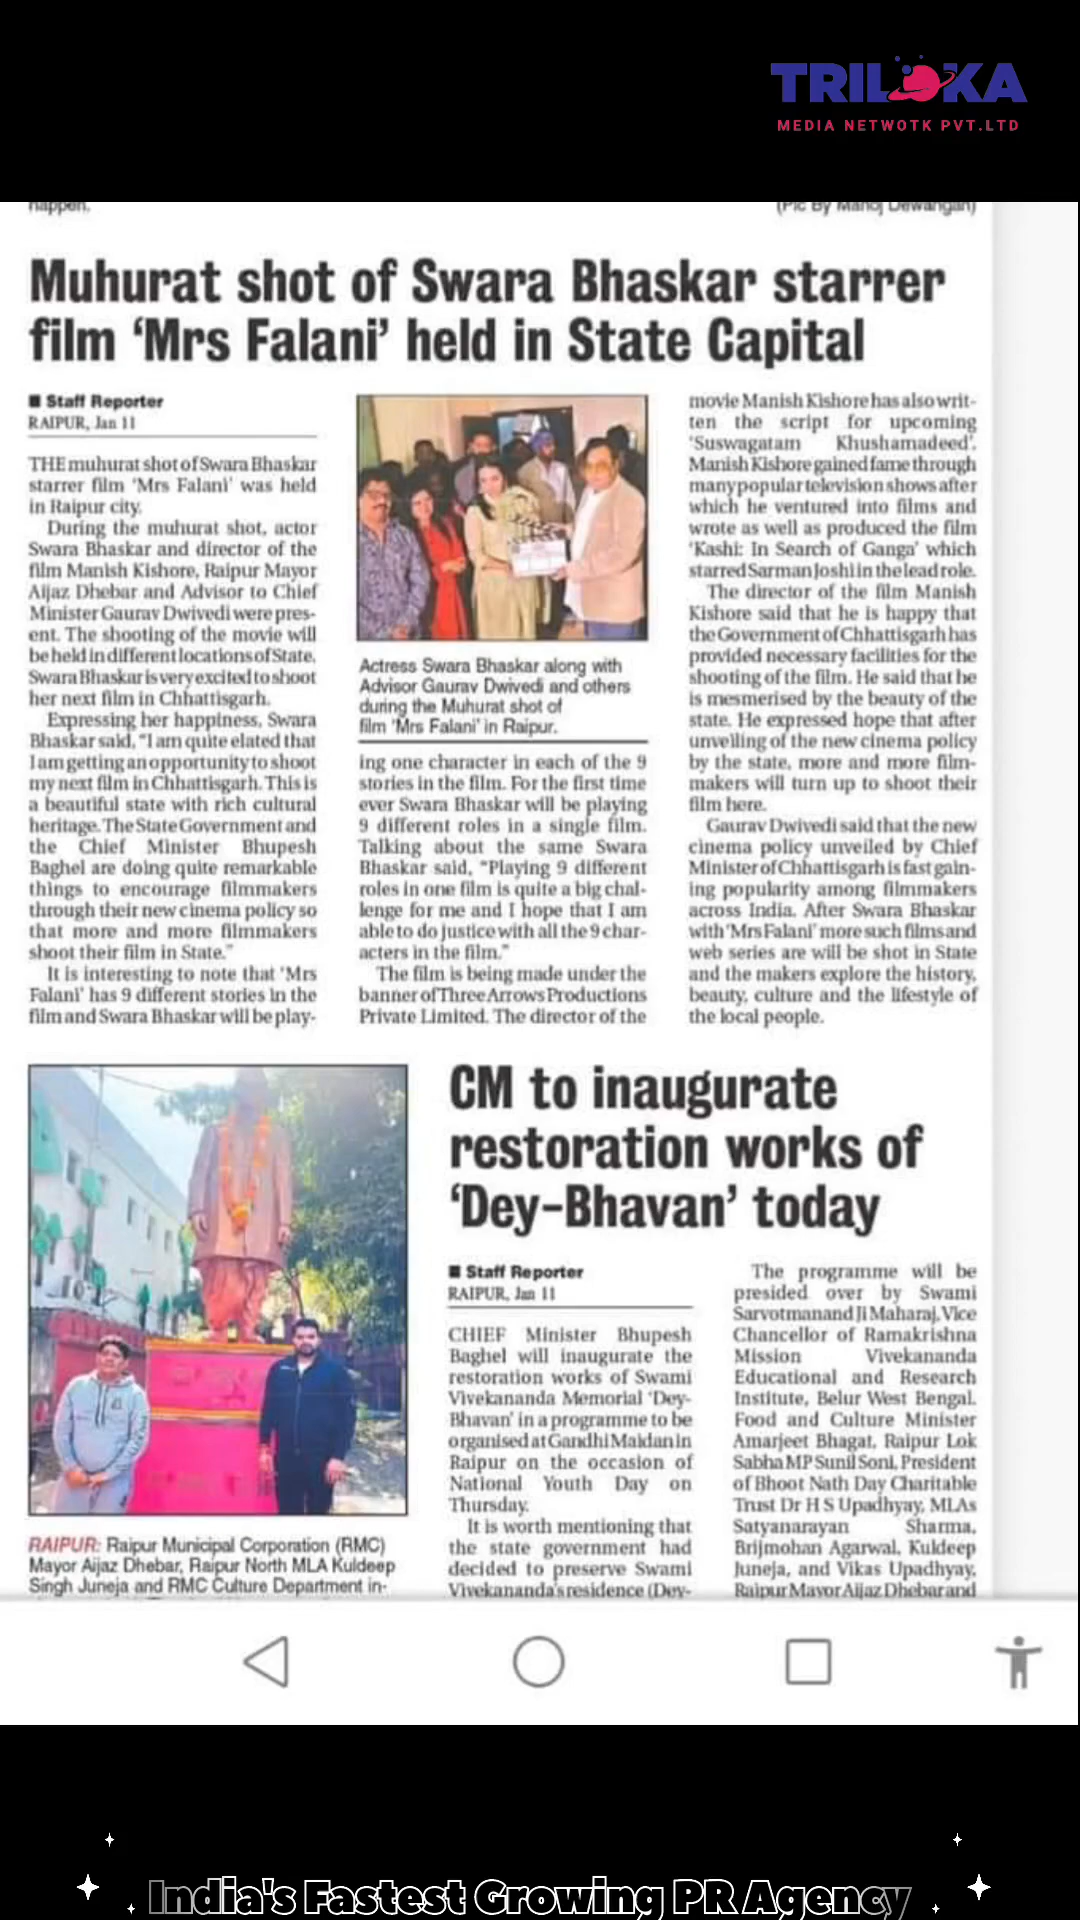 TRILOKA
MEDIA NETWOTK PVT.LTD
happen.
(Pic By Manoj Dewangan)
Muhurat shot of Swara Bhaskar starrer
film ‘Mrs Falani’ held in State Capital
■ Staff Reporter
RAIPUR, Jan 11
THE muhurat shot of Swara Bhaskar
starrer film ‘Mrs Falani’ was held
in Raipur city.
During the muhurat shot, actor
Swara Bhaskar and director of the
film Manish Kishore, Raipur Mayor
Aijaz Dhebar and Advisor to Chief
Minister Gaurav Dwivedi were pres-
ent. The shooting of the movie will
be held in different locations of State.
Swara Bhaskar is very excited to shoot
her next film in Chhattisgarh.
Expressing her happiness, Swara
Bhaskar said, “I am quite elated that
I am getting an opportunity to shoot
my next film in Chhattisgarh. This is
a beautiful state with rich cultural
heritage. The State Government and
the Chief Minister Bhupesh
Baghel are doing quite remarkable
things to encourage filmmakers
through their new cinema policy so
that more and more filmmakers
shoot their film in State.”
It is interesting to note that ‘Mrs
Falani’ has 9 different stories in the
film and Swara Bhaskar will be play-
Actress Swara Bhaskar along with
Advisor Gaurav Dwivedi and others
during the Muhurat shot of
film ‘Mrs Falani’ in Raipur.
ing one character in each of the 9
stories in the film. For the first time
ever Swara Bhaskar will be playing
9 different roles in a single film.
Talking about the same Swara
Bhaskar said, “Playing 9 different
roles in one film is quite a big chal-
lenge for me and I hope that I am
able to do justice with all the 9 char-
acters in the film.”
The film is being made under the
banner of Three Arrows Productions
Private Limited. The director of the
movie Manish Kishore has also writ-
ten the script for upcoming
‘Suswagatam Khushamadeed’.
Manish Kishore gained fame through
many popular television shows after
which he ventured into films and
wrote as well as produced the film
‘Kashi: In Search of Ganga’ which
starred Sarman Joshi in the lead role.
The director of the film Manish
Kishore said that he is happy that
the Government of Chhattisgarh has
provided necessary facilities for the
shooting of the film. He said that he
is mesmerised by the beauty of the
state. He expressed hope that after
unveiling of the new cinema policy
by the state, more and more film-
makers will turn up to shoot their
film here.
Gaurav Dwivedi said that the new
cinema policy unveiled by Chief
Minister of Chhattisgarh is fast gain-
ing popularity among filmmakers
across India. After Swara Bhaskar
with ‘Mrs Falani’ more such films and
web series are will be shot in State
and the makers explore the history,
beauty, culture and the lifestyle of
the local people.
RAIPUR: Raipur Municipal Corporation (RMC)
Mayor Aijaz Dhebar, Raipur North MLA Kuldeep
Singh Juneja and RMC Culture Department in-
CM to inaugurate
restoration works of
‘Dey-Bhavan’ today
■ Staff Reporter
RAIPUR, Jan 11
CHIEF Minister Bhupesh
Baghel will inaugurate the
restoration works of Swami
Vivekananda Memorial ‘Dey-
Bhavan’ in a programme to be
organised at Gandhi Maidan in
Raipur on the occasion of
National Youth Day on
Thursday.
It is worth mentioning that
the state government had
decided to preserve Swami
Vivekananda’s residence (Dey-
The programme will be
presided over by Swami
Sarvotmanand Ji Maharaj, Vice
Chancellor of Ramakrishna
Mission Vivekananda
Educational and Research
Institute, Belur West Bengal.
Food and Culture Minister
Amarjeet Bhagat, Raipur Lok
Sabha MP Sunil Soni, President
of Bhoot Nath Day Charitable
Trust Dr H S Upadhyay, MLAs
Satyanarayan Sharma,
Brijmohan Agarwal, Kuldeep
Juneja, and Vikas Upadhyay,
Raipur Mayor Aijaz Dhebar and
India's Fastest Growing PR Agency